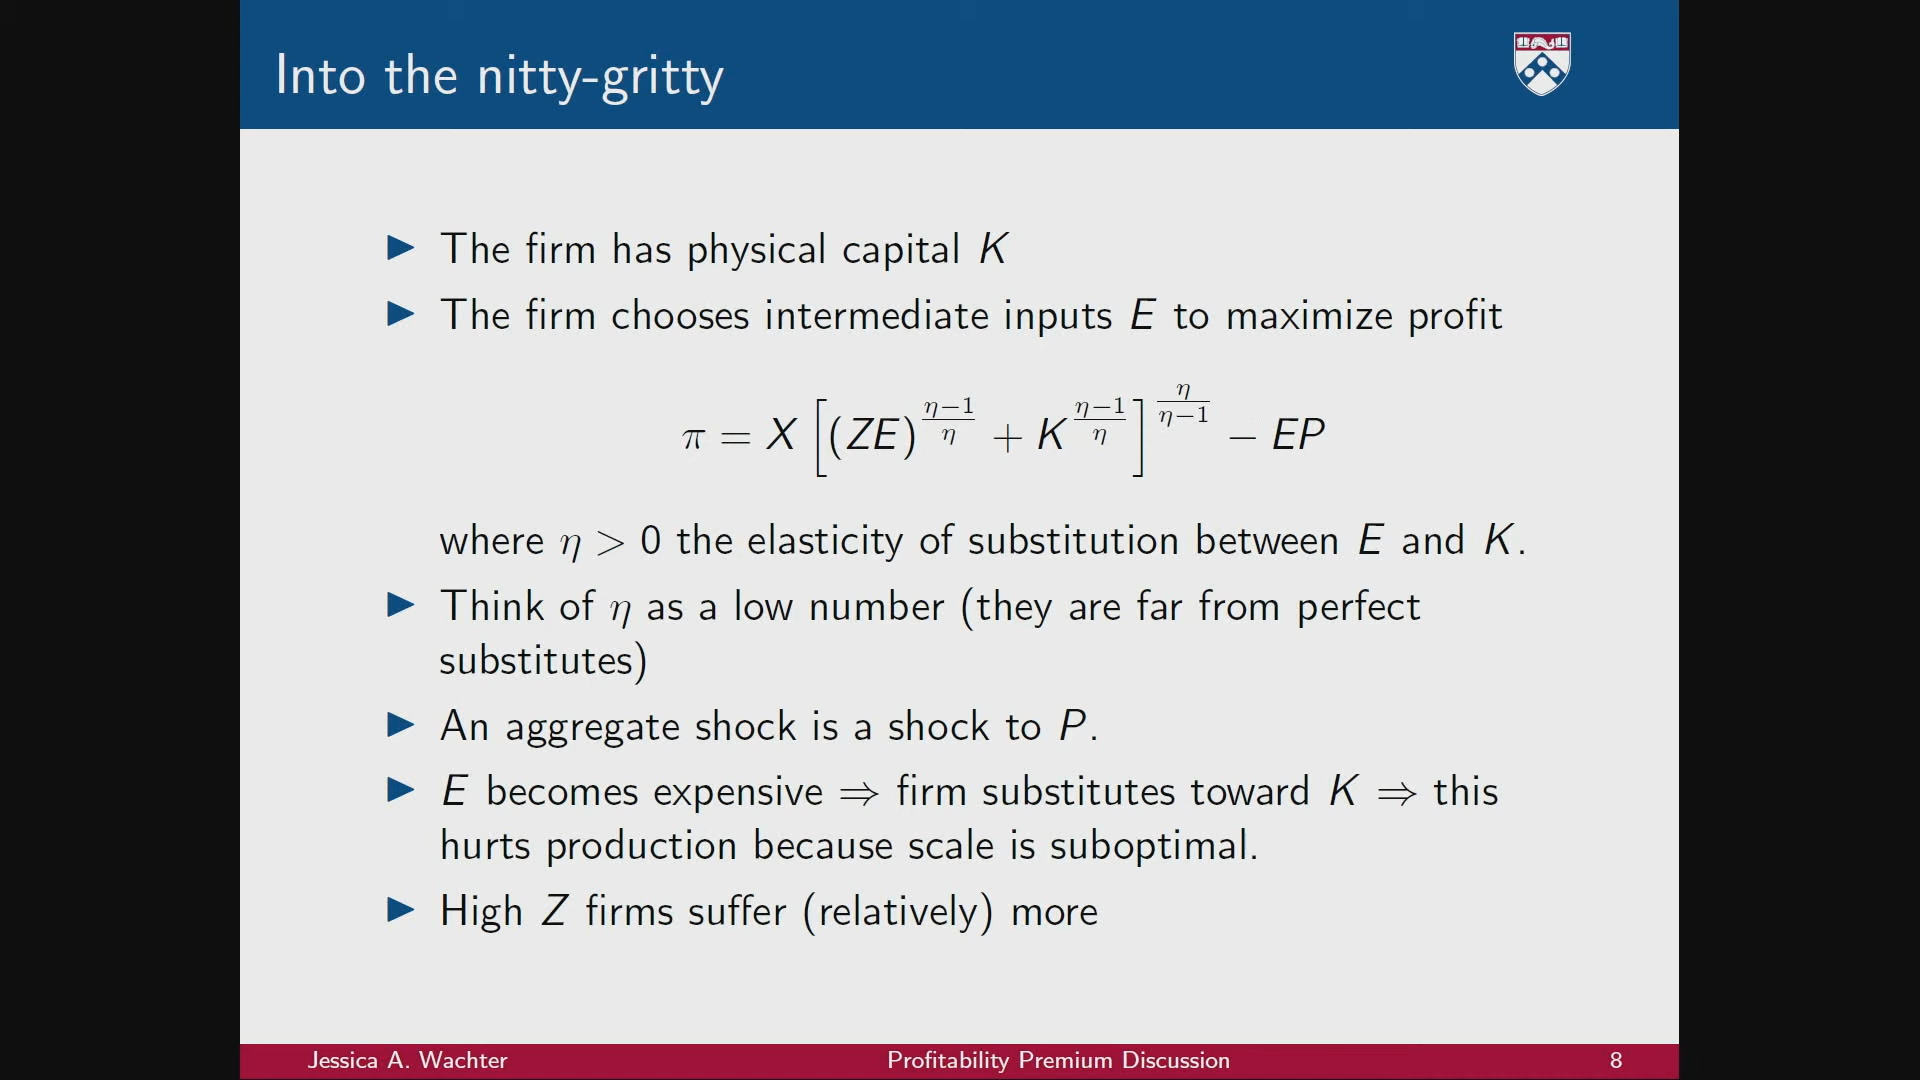 Into the nitty-gritty
▶ The firm has physical capital K
▶ The firm chooses intermediate inputs E to maximize profit
π = X [(ZE)^{\frac{η−1}{η}} + K^{\frac{η−1}{η}}]^{\frac{η}{η−1}} − EP
where η > 0 the elasticity of substitution between E and K.
▶ Think of η as a low number (they are far from perfect
substitutes)
▶ An aggregate shock is a shock to P.
▶ E becomes expensive ⇒ firm substitutes toward K ⇒ this
hurts production because scale is suboptimal.
▶ High Z firms suffer (relatively) more
Jessica A. Wachter
Profitability Premium Discussion
8